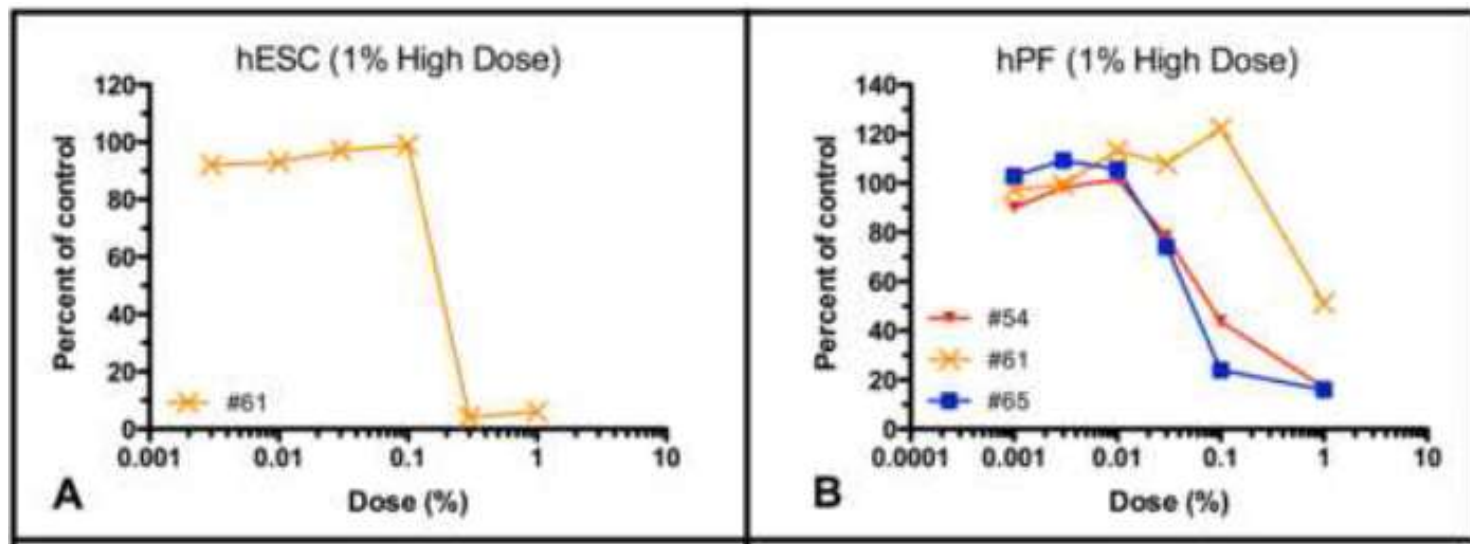 hESC (1% High Dose)
120
100
80
60
40
20
0
Percent of control
#61
0.001 0.01 0.1 1 10
Dose (%)
A
hPF (1% High Dose)
140
120
100
80
60
40
20
0
Percent of control
#54
#61
#65
0.0001 0.001 0.01 0.1 1 10
Dose (%)
B